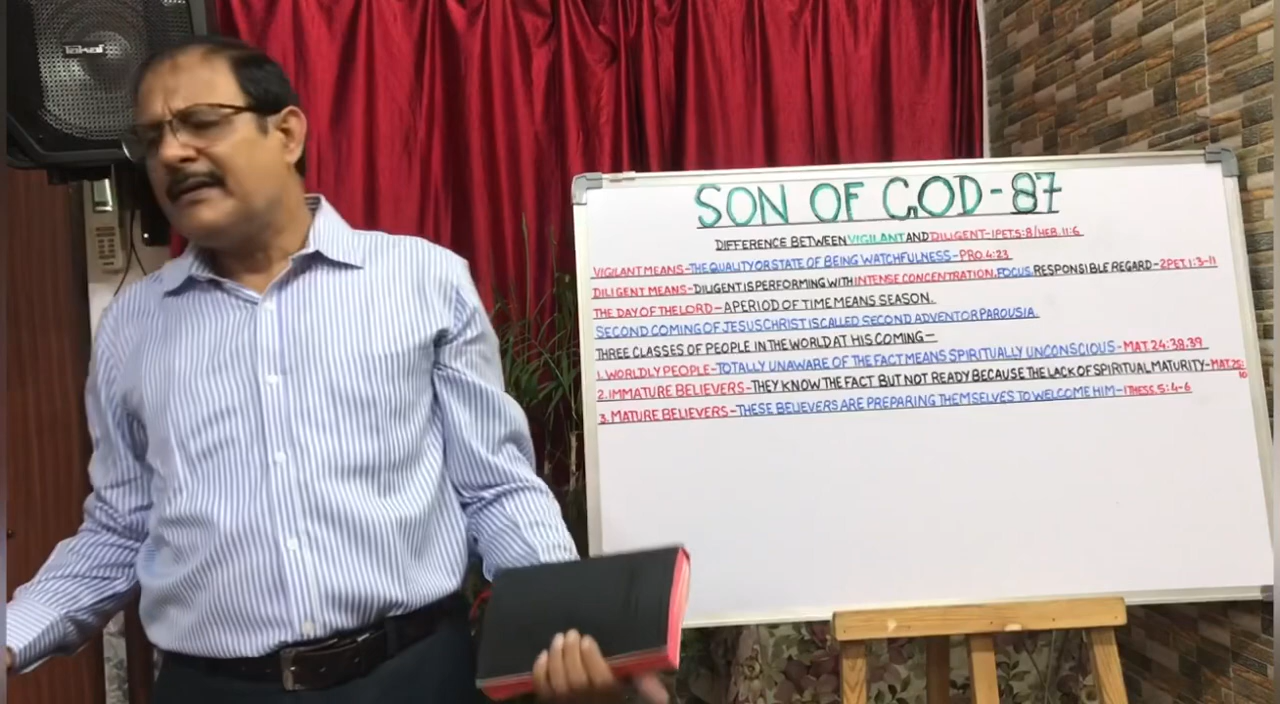 Takai
SON OF GOD-87
DIFFERENCE BETWEEN VIGILANT AND DILIGENT-1PET.5:8/HEB.11:6
VIGILANT MEANS-THE QUALITY OR STATE OF BEING WATCHFULNESS-PRO.4:23
DILIGENT MEANS-DILIGENT IS PERFORMING WITH INTENSE CONCENTRATION, FOCUS, RESPONSIBLE REGARD-2PET.1:3-11
THE DAY OF THE LORD-A PERIOD OF TIME MEANS SEASON.
SECOND COMING OF JESUS CHRIST IS CALLED SECOND ADVENT OR PAROUSIA.
THREE CLASSES OF PEOPLE IN THE WORLD AT HIS COMING-
1.WORLDLY PEOPLE-TOTALLY UNAWARE OF THE FACT MEANS SPIRITUALLY UNCONSCIOUS-MAT.24:38.39
2.IMMATURE BELIEVERS-THEY KNOW THE FACT BUT NOT READY BECAUSE THE LACK OF SPIRITUAL MATURITY-MAT.25:10
3.MATURE BELIEVERS-THESE BELIEVERS ARE PREPARING THEMSELVES TO WELCOME HIM-1THESS.5:4-6